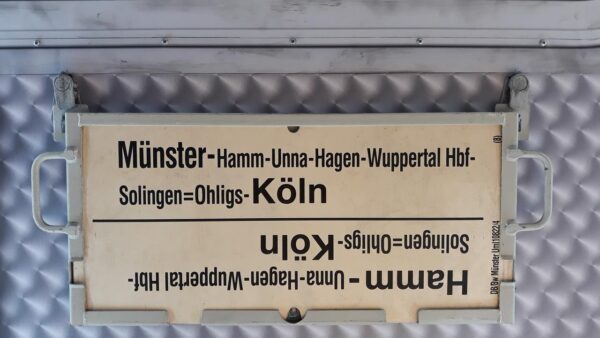 Münster-Hamm-Unna-Hagen-Wuppertal Hbf-
Solingen=Ohligs-Köln
Hamm-Unna-Hagen-Wuppertal Hbf-
Solingen=Ohligs-Köln